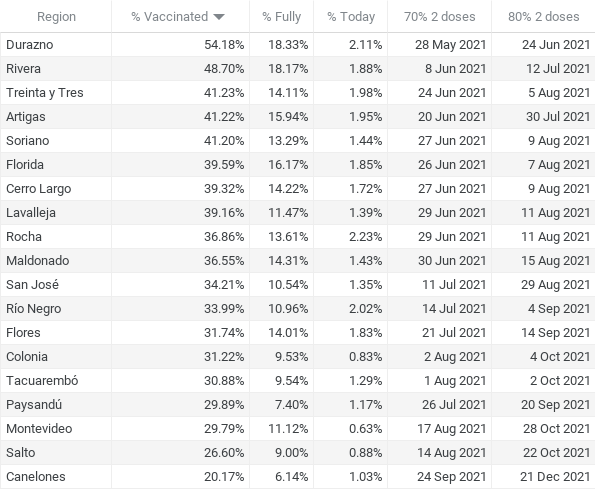 Region % Vaccinated % Fully % Today 70% 2 doses 80% 2 doses
Durazno 54.18% 18.33% 2.11% 28 May 2021 24 Jun 2021
Rivera 48.70% 18.17% 1.88% 8 Jun 2021 12 Jul 2021
Treinta y Tres 41.23% 14.11% 1.98% 24 Jun 2021 5 Aug 2021
Artigas 41.22% 15.94% 1.95% 20 Jun 2021 30 Jul 2021
Soriano 41.20% 13.29% 1.44% 27 Jun 2021 9 Aug 2021
Florida 39.59% 16.17% 1.85% 26 Jun 2021 7 Aug 2021
Cerro Largo 39.32% 14.22% 1.72% 27 Jun 2021 9 Aug 2021
Lavalleja 39.16% 11.47% 1.39% 29 Jun 2021 11 Aug 2021
Rocha 36.86% 13.61% 2.23% 29 Jun 2021 11 Aug 2021
Maldonado 36.55% 14.31% 1.43% 30 Jun 2021 15 Aug 2021
San José 34.21% 10.54% 1.35% 11 Jul 2021 29 Aug 2021
Río Negro 33.99% 10.96% 2.02% 14 Jul 2021 4 Sep 2021
Flores 31.74% 14.01% 1.83% 21 Jul 2021 14 Sep 2021
Colonia 31.22% 9.53% 0.83% 2 Aug 2021 4 Oct 2021
Tacuarembó 30.88% 9.54% 1.29% 1 Aug 2021 2 Oct 2021
Paysandú 29.89% 7.40% 1.17% 26 Jul 2021 20 Sep 2021
Montevideo 29.79% 11.12% 0.63% 17 Aug 2021 28 Oct 2021
Salto 26.60% 9.00% 0.88% 14 Aug 2021 22 Oct 2021
Canelones 20.17% 6.14% 1.03% 24 Sep 2021 21 Dec 2021